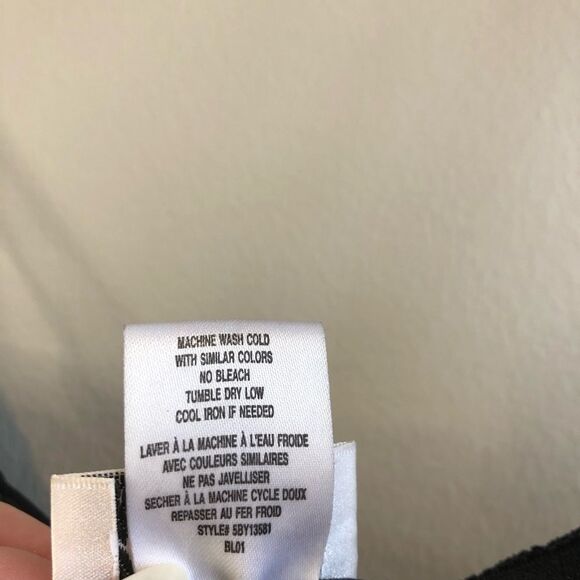 MACHINE WASH COLD
WITH SIMILAR COLORS
NO BLEACH
TUMBLE DRY LOW
COOL IRON IF NEEDED
LAVER À LA MACHINE À L'EAU FROIDE
AVEC COULEURS SIMILAIRES
NE PAS JAVELLISER
SECHER À LA MACHINE CYCLE DOUX
REPASSER AU FER FROID
STYLE# 5BY13581
BL01